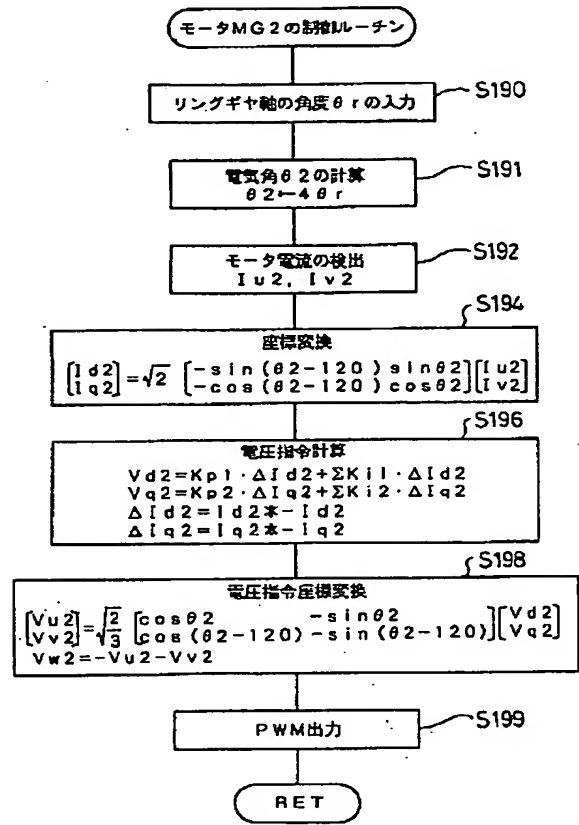 モータMG2の制御ルーチン
リングギヤ軸の角度θrの入力
S190
電気角θ2の計算
θ2←4θr
S191
モータ電流の検出
Iu2, Iv2
S192
座標変換
[Id2]=√2 [-sin(θ2-120) sinθ2][Iu2]
[Iq2] [-cos(θ2-120) cosθ2][Iv2]
S194
電圧指令計算
Vd2=Kp1・ΔId2+ΣKi1・ΔId2
Vq2=Kp2・ΔIq2+ΣKi2・ΔIq2
ΔId2=Id2*-Id2
ΔIq2=Iq2*-Iq2
S196
電圧指令座標変換
[Vu2]=√2/3 [cosθ2 -sinθ2][Vd2]
[Vv2] [cos(θ2-120) -sin(θ2-120)][Vq2]
Vw2=-Vu2-Vv2
S198
PWM出力
S199
RET